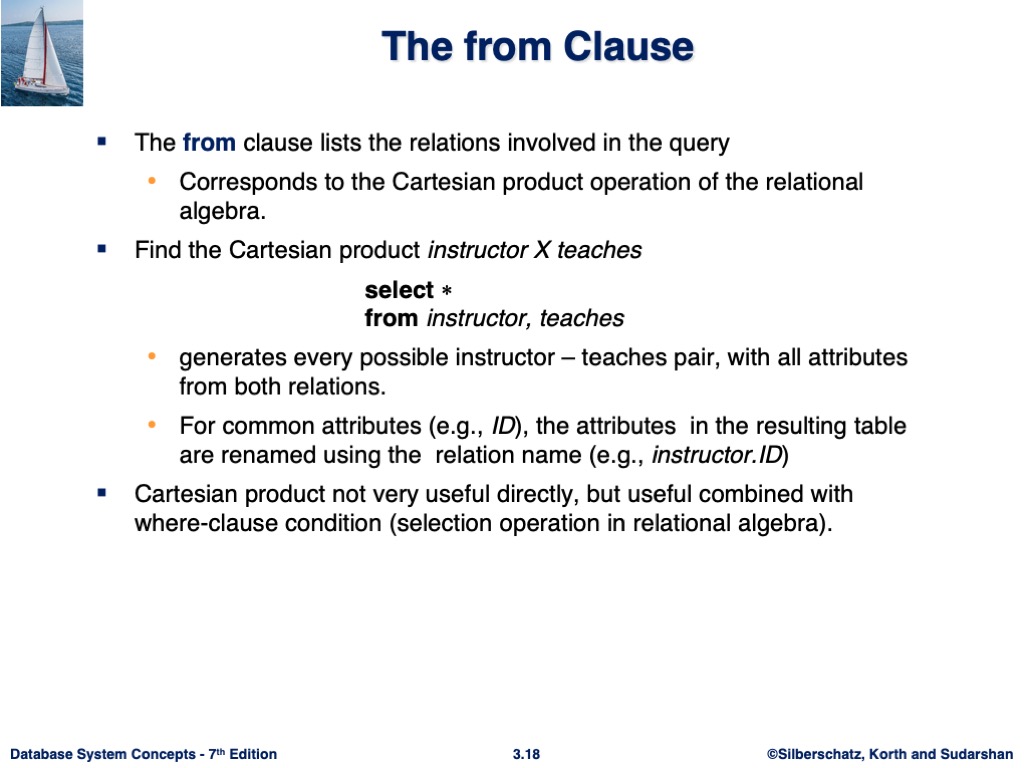 The from Clause
▪ The from clause lists the relations involved in the query
• Corresponds to the Cartesian product operation of the relational
algebra.
▪ Find the Cartesian product instructor X teaches
select *
from instructor, teaches
• generates every possible instructor – teaches pair, with all attributes
from both relations.
• For common attributes (e.g., ID), the attributes  in the resulting table
are renamed using the  relation name (e.g., instructor.ID)
▪ Cartesian product not very useful directly, but useful combined with
where-clause condition (selection operation in relational algebra).
Database System Concepts - 7th Edition
3.18
©Silberschatz, Korth and Sudarshan